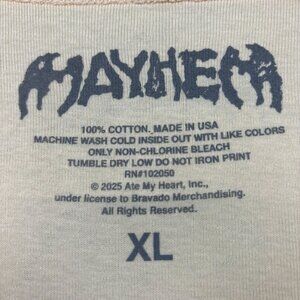 MAYHEM
100% COTTON. MADE IN USA
MACHINE WASH COLD INSIDE OUT WITH LIKE COLORS
ONLY NON-CHLORINE BLEACH
TUMBLE DRY LOW DO NOT IRON PRINT
RN#102050
© 2025 Ate My Heart, Inc.,
under license to Bravado Merchandising.
All Rights Reserved.
XL